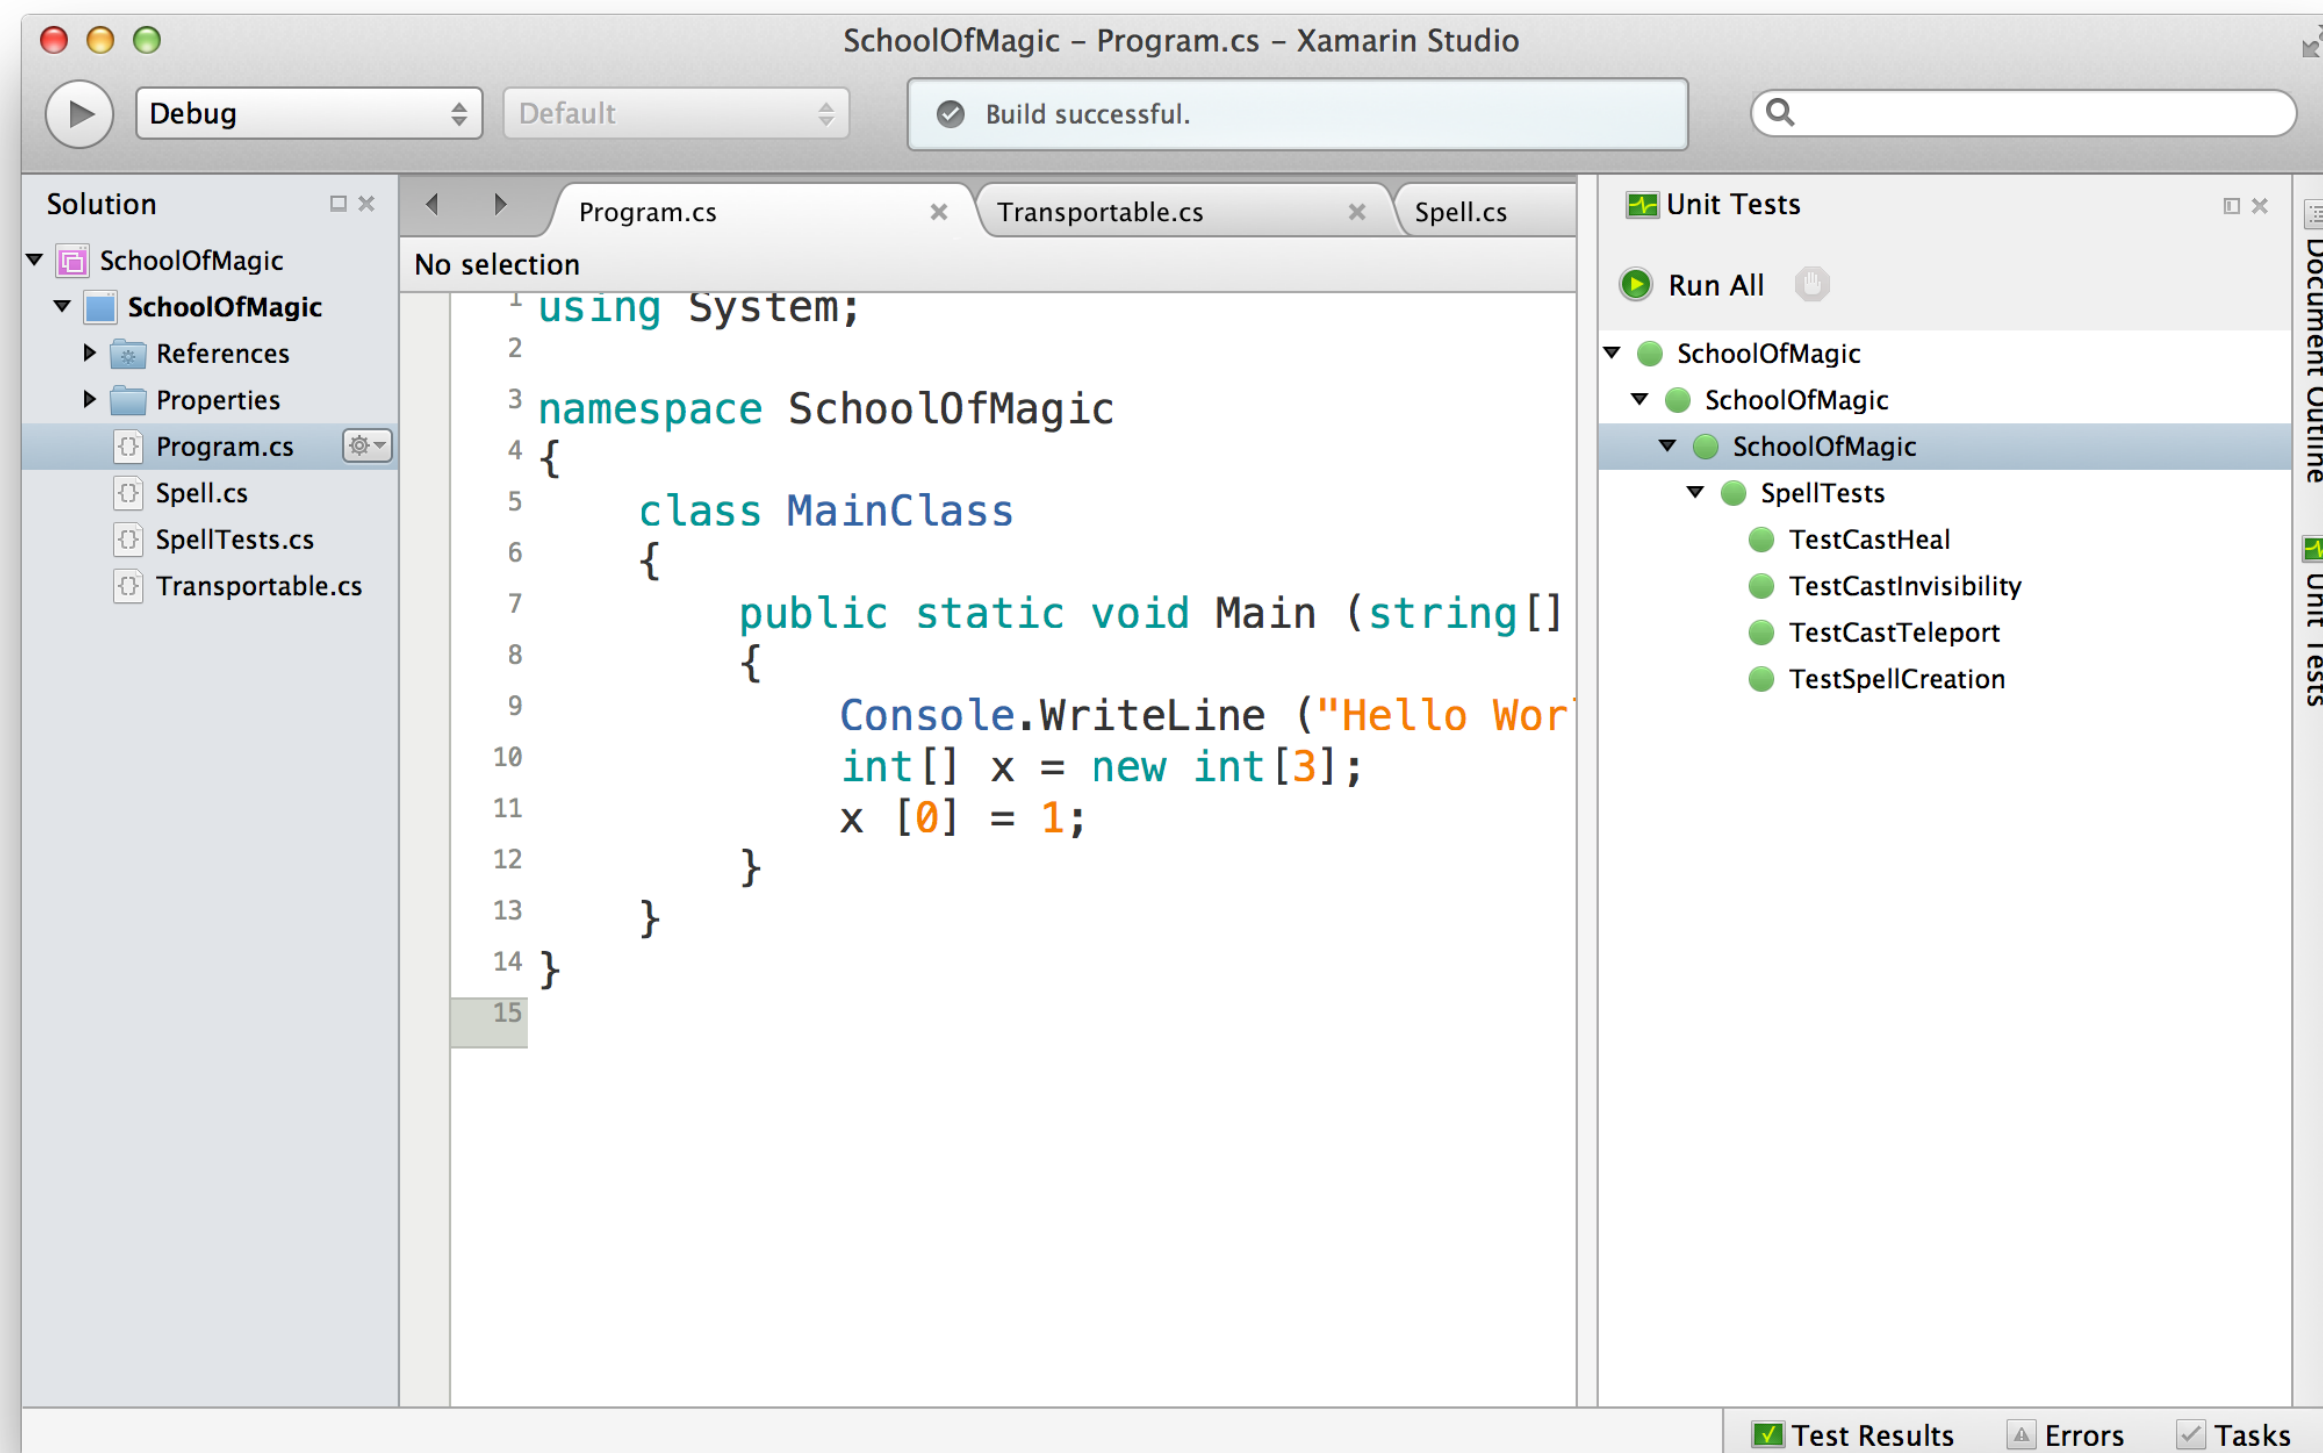 SchoolOfMagic – Program.cs – Xamarin Studio
Debug
Default
Build successful.
Solution
SchoolOfMagic
SchoolOfMagic
References
Properties
Program.cs
Spell.cs
SpellTests.cs
Transportable.cs
Program.cs
Transportable.cs
Spell.cs
No selection
1 using System;
2
3 namespace SchoolOfMagic
4 {
5 class MainClass
6 {
7 public static void Main (string[]
8 {
9 Console.WriteLine ("Hello Wor
10 int[] x = new int[3];
11 x [0] = 1;
12 }
13 }
14 }
15
Unit Tests
Run All
SchoolOfMagic
SchoolOfMagic
SchoolOfMagic
SpellTests
TestCastHeal
TestCastInvisibility
TestCastTeleport
TestSpellCreation
Document Outline
Unit Tests
Test Results
Errors
Tasks